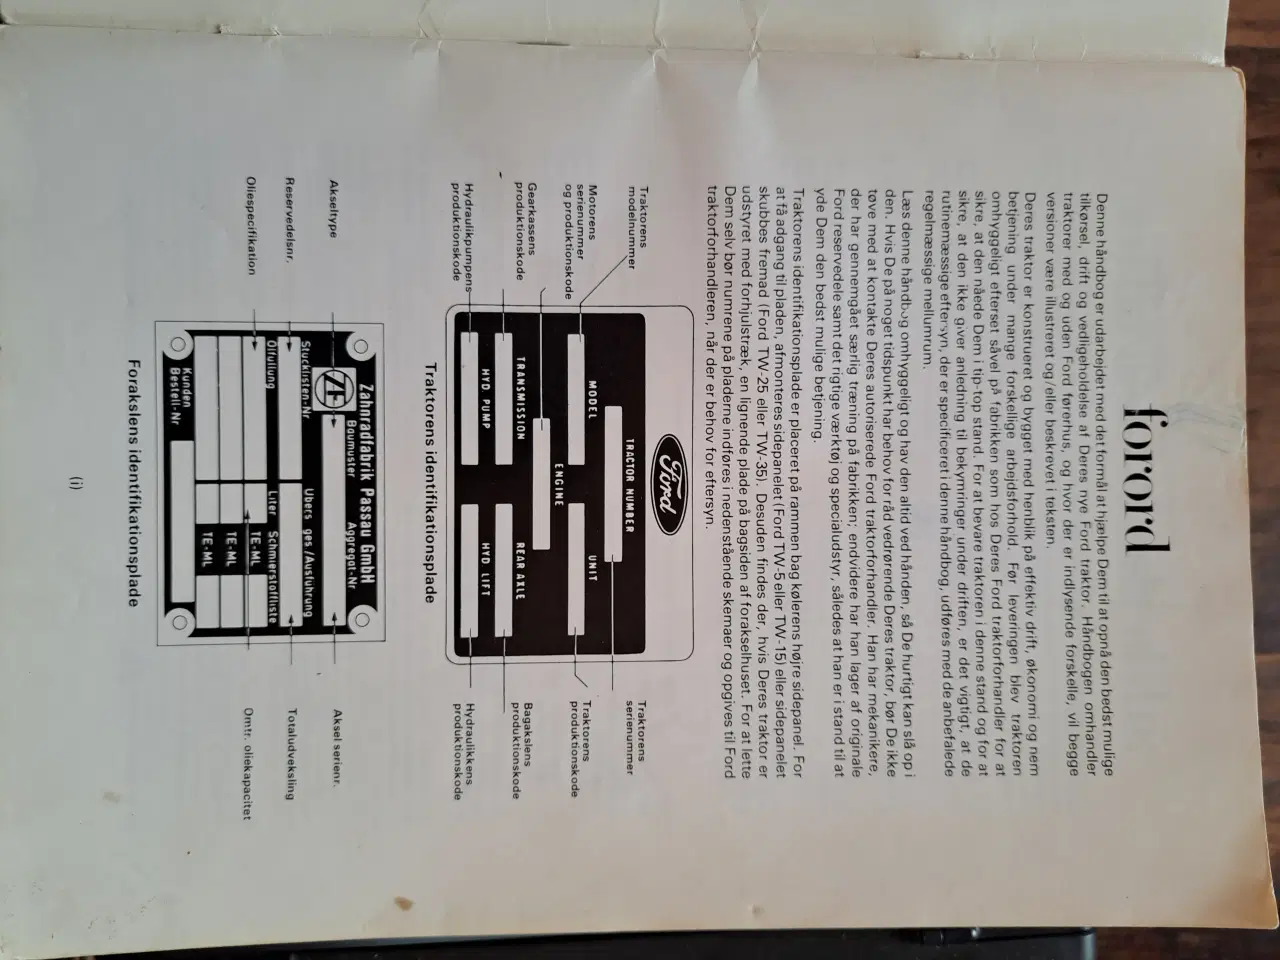 forord
Denne håndbog er udarbejdet med det formål at hjælpe Dem til at opnå den bedst mulige
tilkørsel, drift og vedligeholdelse af Deres nye Ford traktor. Håndbogen omhandler
traktorer med og uden Ford førerhus, og hvor der er indlysende forskelle, vil begge
versioner være illustreret og/eller beskrevet i teksten.
Deres traktor er konstrueret og bygget med henblik på effektiv drift, økonomi og nem
betjening under mange forskellige arbejdsforhold. Før leveringen blev traktoren
omhyggeligt efterset såvel på fabrikken som hos Deres Ford traktorforhandler for at
sikre, at den nåede Dem i tip-top stand. For at bevare traktoren i denne stand og for at
sikre, at den ikke giver anledning til bekymringer under driften, er det vigtigt, at de
rutinemæssige eftersyn, der er specificeret i denne håndbog, udføres med de anbefalede
regelmæssige mellumrum.
Læs denne håndbog omhyggeligt og hav den altid ved hånden, så De hurtigt kan slå op i
den. Hvis De på noget tidspunkt har behov for råd vedrørende Deres traktor, bør De ikke
tøve med at kontakte Deres autoriserede Ford traktorforhandler. Han har mekanikere,
der har gennemgået særlig træning på fabrikken; endvidere har han lager af originale
Ford reservedele samt det rigtige værktøj og specialudstyr, således at han er i stand til at
yde Dem den bedst mulige betjening.
Traktorens identifikationsplade er placeret på rammen bag kølerens højre sidepanel. For
at få adgang til pladen, afmonteres sidepanelet (Ford TW-5 eller TW-15) eller sidepanelet
skubbes fremad (Ford TW-25 eller TW-35). Desuden findes der, hvis Deres traktor er
udstyret med forhjulstræk, en lignende plade på bagsiden af forakselhuset. For at lette
Dem selv bør numrene på pladerne indføres i nedenstående skemaer og opgives til Ford
traktorforhandleren, når der er behov for eftersyn.
Ford
Traktorens
modelnummer
Motorens
serienummer
og produktionskode
Gearkassens
produktionskode
Hydraulikpumpens
produktionskode
TRACTOR NUMBER
MODEL
UNIT
ENGINE
TRANSMISSION
REAR AXLE
HYD PUMP
HYD LIFT
Traktorens
serienummer
Traktorens
produktionskode
Bagakslens
produktionskode
Hydraulikkens
produktionskode
Traktorens identifikationsplade
Akseltype
Reservedelsnr.
Oliespecifikation
Zahnradfabrik Passau GmbH
ZF
Baumuster
Aggregat-Nr
Stücklisten-Nr
Übers ges /Ausführung
Ölfüllung
Liter
Schmierstoffliste
TE-ML
TE-ML
TE-ML
Kunden
Bestell-Nr
Aksel serienr.
Totaludveksling
Omtr. oliekapacitet
Forakslens identifikationsplade
(i)